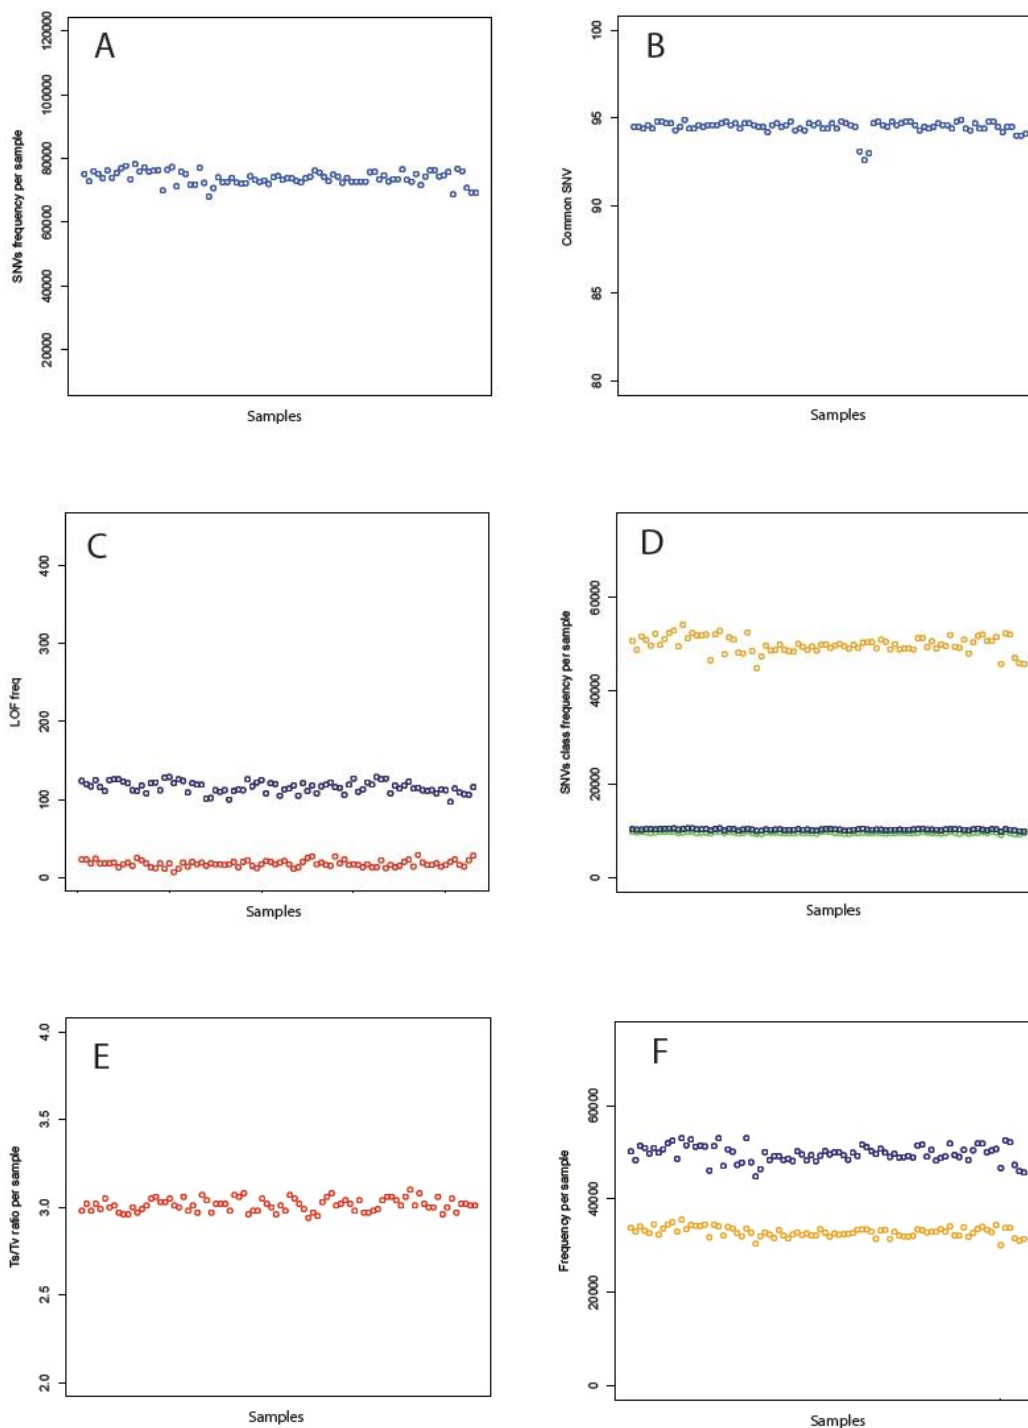 A
SNVs frequency per sample
120000
100000
80000
60000
40000
20000
Samples
B
Common SNV
100
95
90
85
80
Samples
C
LOF freq
400
300
200
100
0
Samples
D
SNVs class frequency per sample
60000
40000
20000
0
Samples
E
Ts/Tv ratio per sample
4.0
3.5
3.0
2.5
2.0
Samples
F
Frequency per sample
60000
40000
20000
0
Samples